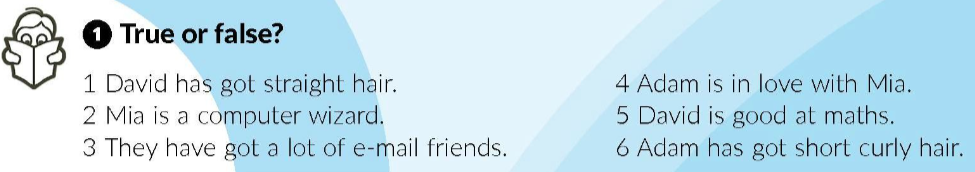 1 True or false?
1 David has got straight hair.
2 Mia is a computer wizard.
3 They have got a lot of e-mail friends.
4 Adam is in love with Mia.
5 David is good at maths.
6 Adam has got short curly hair.